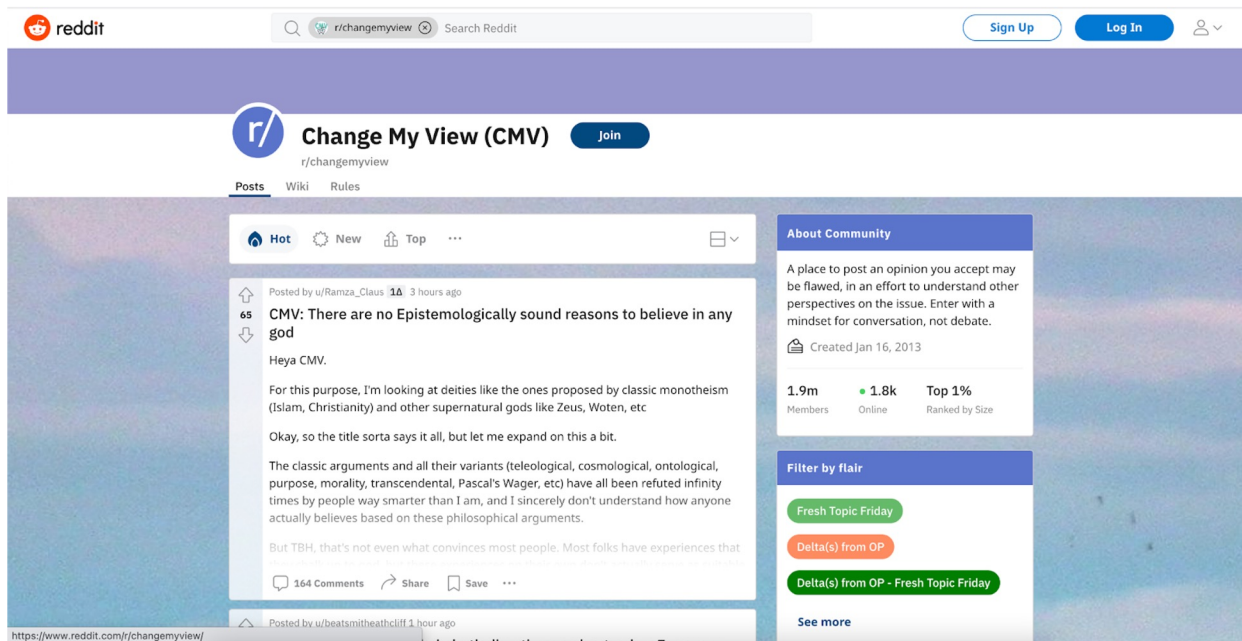 reddit
r/changemyview
Search Reddit
Sign Up
Log In
r/
Change My View (CMV)
Join
r/changemyview
Posts
Wiki
Rules
Hot
New
Top
65
Posted by u/Ramza_Claus 1∆ 3 hours ago
CMV: There are no Epistemologically sound reasons to believe in any
god
Heya CMV.
For this purpose, I'm looking at deities like the ones proposed by classic monotheism
(Islam, Christianity) and other supernatural gods like Zeus, Woten, etc
Okay, so the title sorta says it all, but let me expand on this a bit.
The classic arguments and all their variants (teleological, cosmological, ontological,
purpose, morality, transcendental, Pascal's Wager, etc) have all been refuted infinity
times by people way smarter than I am, and I sincerely don't understand how anyone
actually believes based on these philosophical arguments.
But TBH, that's not even what convinces most people. Most folks have experiences that
164 Comments
Share
Save
Posted by u/beatsmitheathcliff 1 hour ago
About Community
A place to post an opinion you accept may
be flawed, in an effort to understand other
perspectives on the issue. Enter with a
mindset for conversation, not debate.
Created Jan 16, 2013
1.9m
Members
1.8k
Online
Top 1%
Ranked by Size
Filter by flair
Fresh Topic Friday
Delta(s) from OP
Delta(s) from OP - Fresh Topic Friday
See more
https://www.reddit.com/r/changemyview/